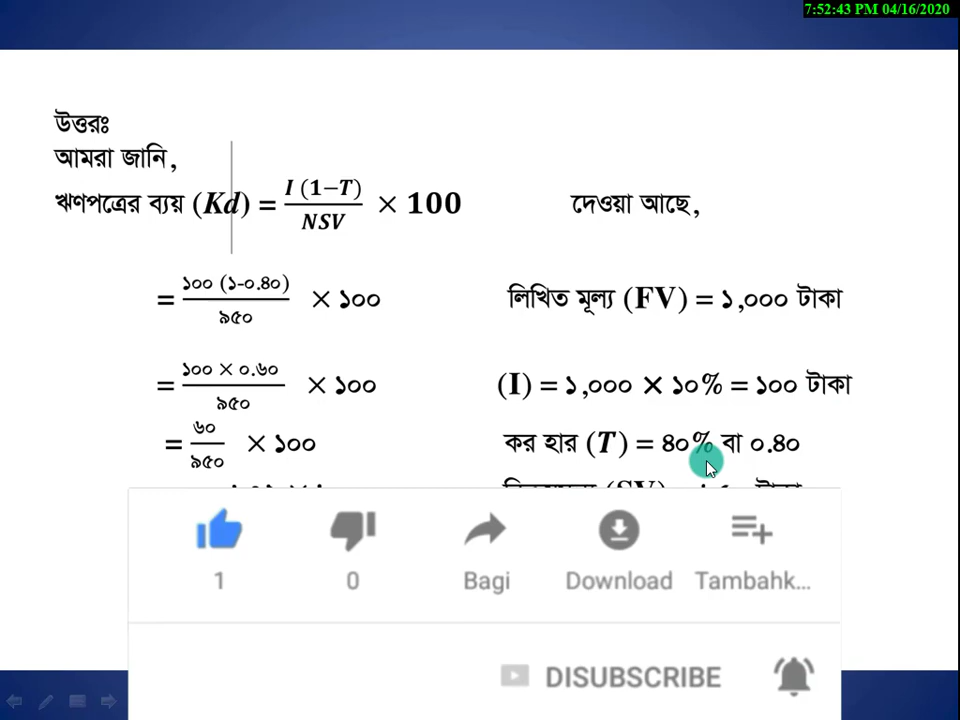 7:52:43 PM 04/16/2020
উত্তরঃ
আমরা জানি,
ঋণপত্রের ব্যয় (Kd) = I (1−T) / NSV × 100 দেওয়া আছে,
= ১০০ (১-০.৪০) / ৯৫০ × ১০০ লিখিত মূল্য (FV) = ১,০০০ টাকা
= ১০০ × ০.৬০ / ৯৫০ × ১০০ (I) = ১,০০০ × ১০% = ১০০ টাকা
= ৬০ / ৯৫০ × ১০০ কর হার (T) = ৪০% বা ০.৪০
1 0 Bagi Download Tambahk...
DISUBSCRIBE